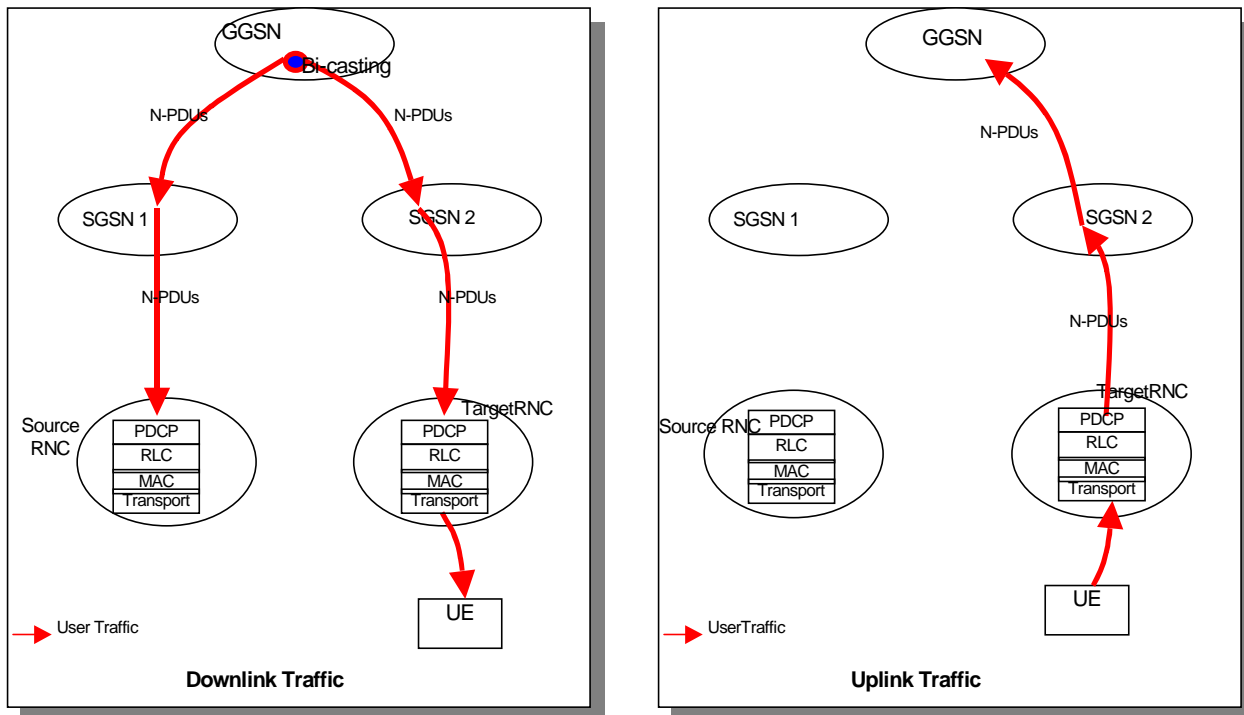 GGSN
Bi-casting
N-PDUs
N-PDUs
SGSN 1
SGSN 2
N-PDUs
N-PDUs
Source
RNC
TargetRNC
PDCP
RLC
MAC
Transport
PDCP
RLC
MAC
Transport
UE
User Traffic
Downlink Traffic
GGSN
N-PDUs
SGSN 1
SGSN 2
N-PDUs
Source RNC
TargetRNC
PDCP
RLC
MAC
Transport
PDCP
RLC
MAC
Transport
UE
UserTraffic
Uplink Traffic